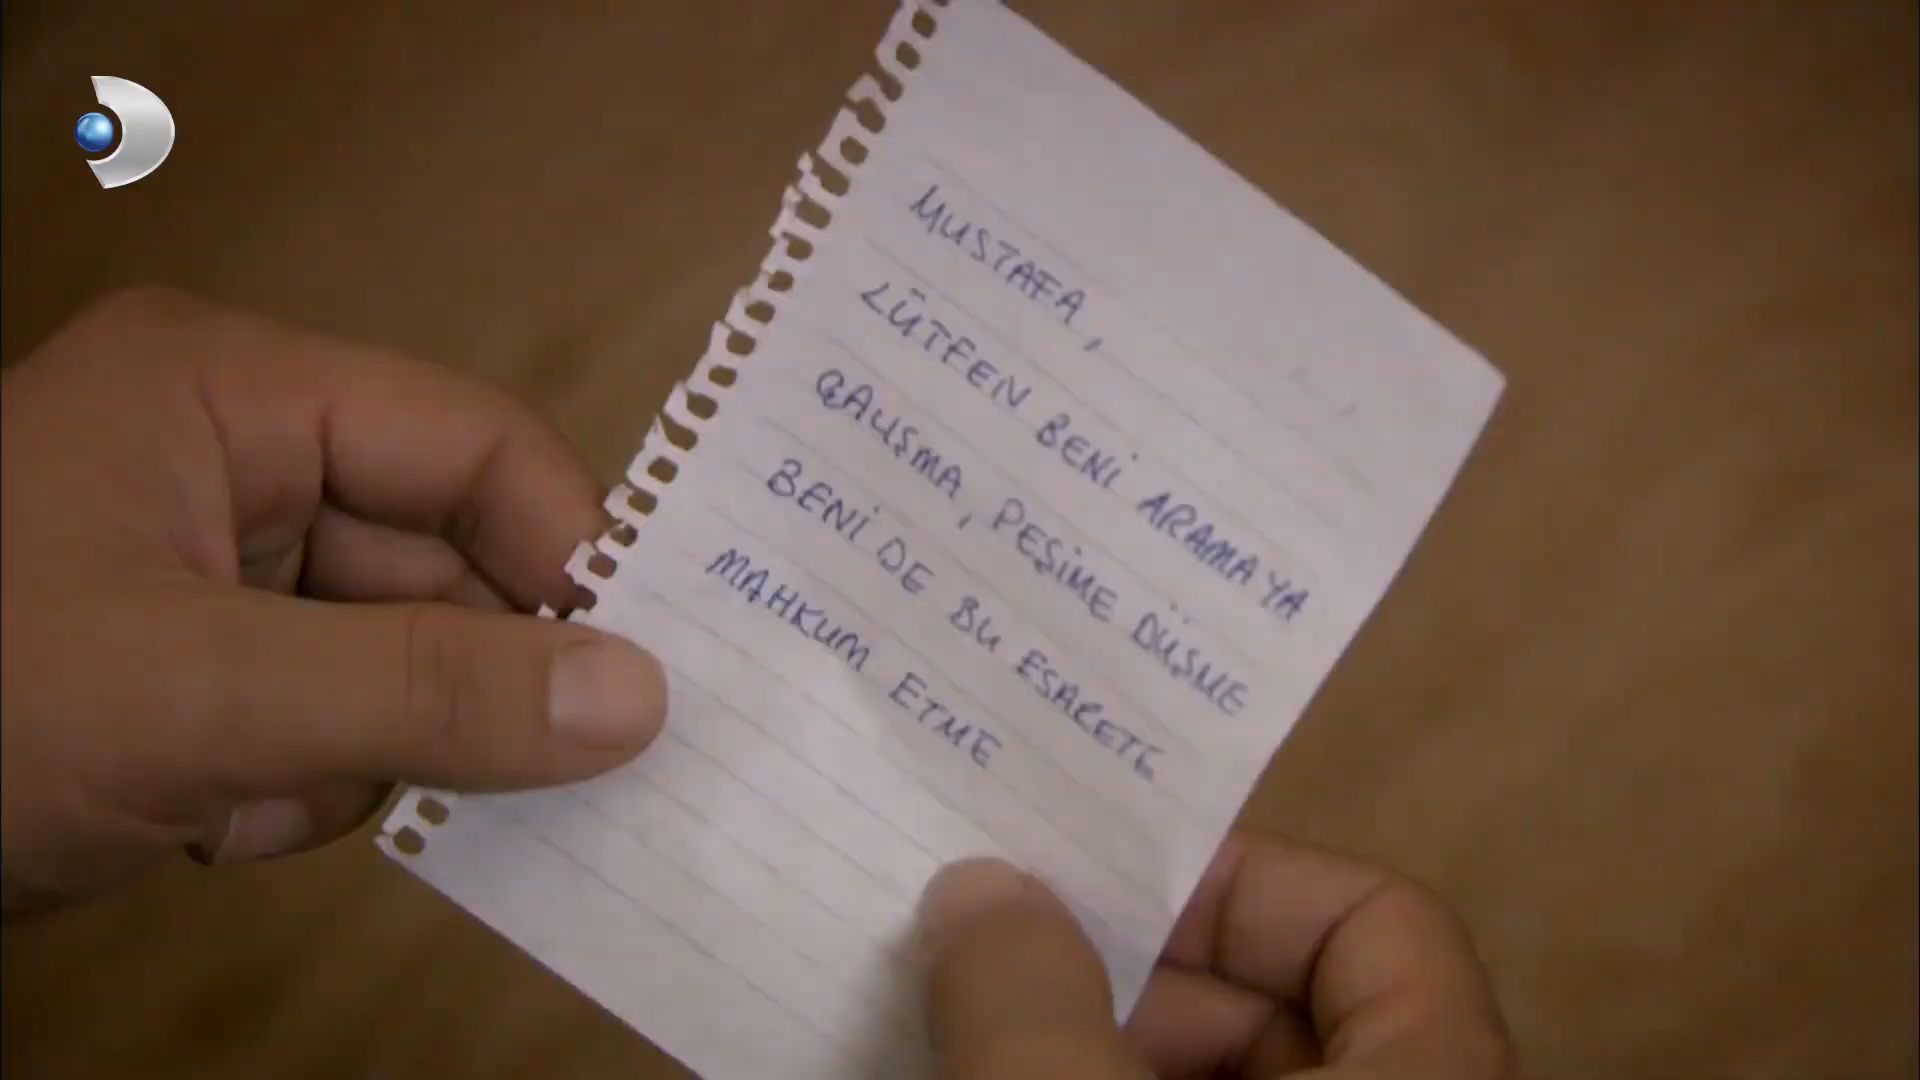 MUSTAFA,
LÜTFEN BENİ ARAMAYA
ÇALIŞMA, PEŞİME DÜŞME
BENİ DE BU ESARETE
MAHKUM ETME